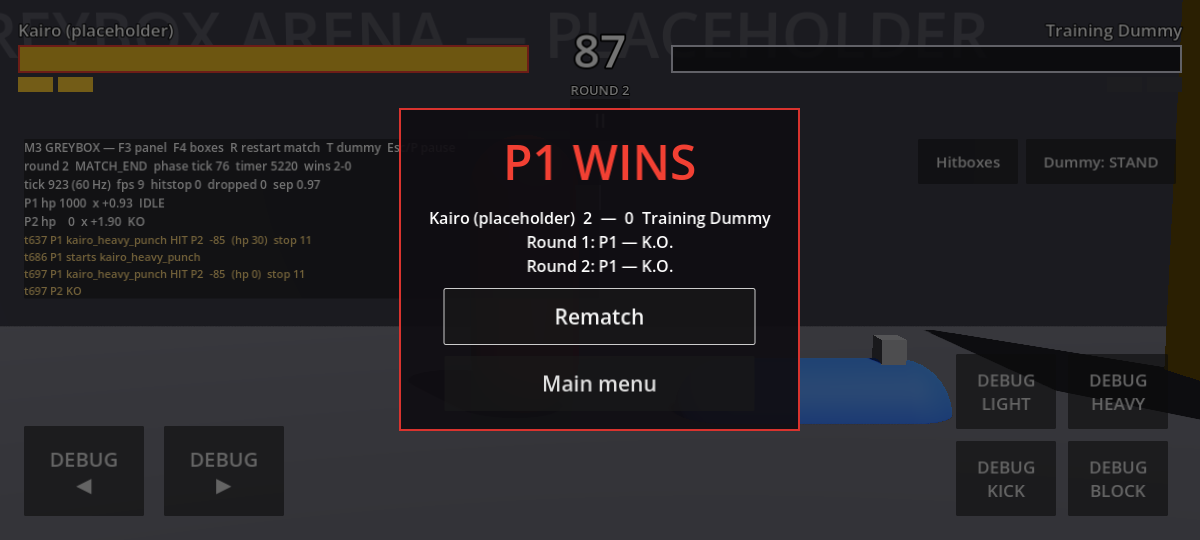 GREYBOX ARENA — PLACEHOLDER
Kairo (placeholder)
87
Training Dummy
ROUND 2
M3 GREYBOX — F3 panel F4 boxes R restart match T dummy Esc/P pause
round 2 MATCH_END phase tick 76 timer 5220 wins 2-0
tick 923 (60 Hz) fps 9 hitstop 0 dropped 0 sep 0.97
P1 hp 1000 x +0.93 IDLE
P2 hp 0 x +1.90 KO
t637 P1 kairo_heavy_punch HIT P2 -85 (hp 30) stop 11
t686 P1 starts kairo_heavy_punch
t697 P1 kairo_heavy_punch HIT P2 -85 (hp 0) stop 11
t697 P2 KO
P1 WINS
Kairo (placeholder) 2 — 0 Training Dummy
Round 1: P1 — K.O.
Round 2: P1 — K.O.
Rematch
Main menu
Hitboxes
Dummy: STAND
DEBUG
◀
DEBUG
▶
DEBUG
LIGHT
DEBUG
HEAVY
DEBUG
KICK
DEBUG
BLOCK